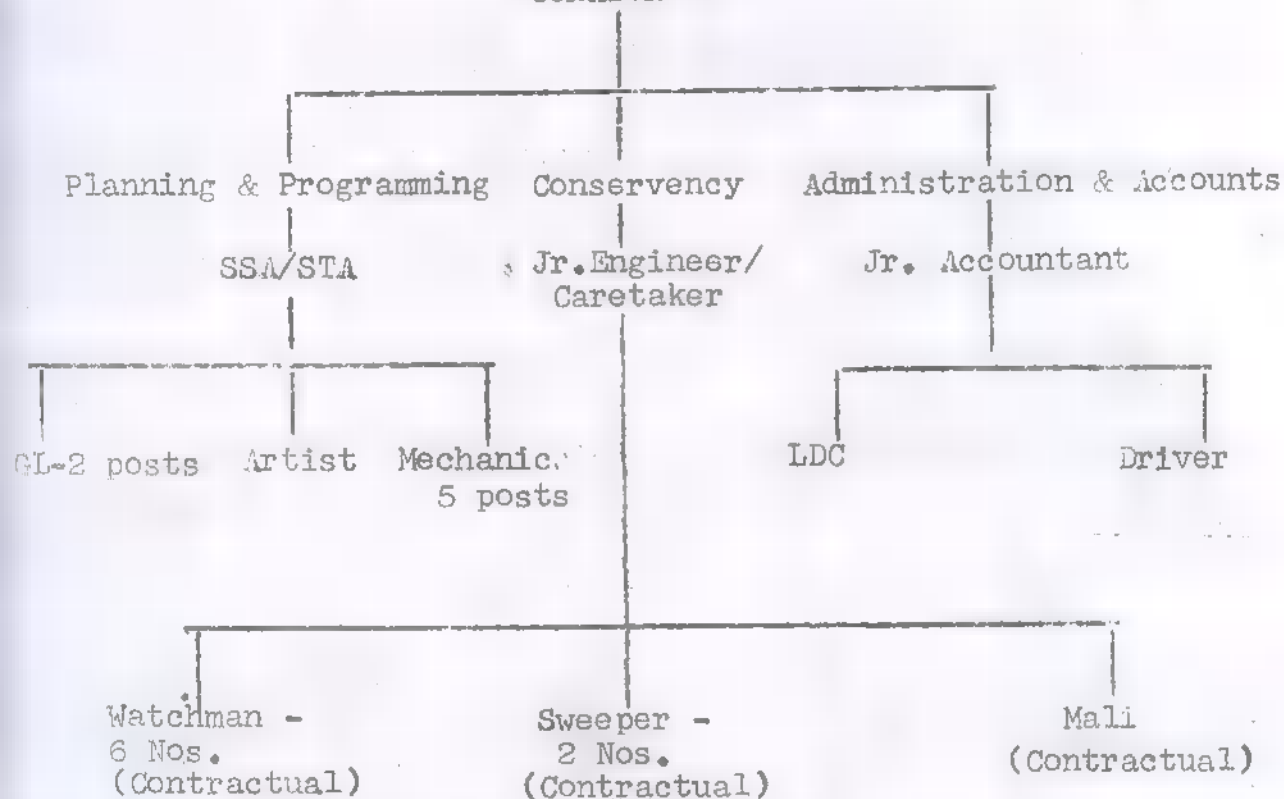 Planning & Programming Conservency Administration & Accounts
SSA/STA Jr.Engineer/ Jr. Accountant
Caretaker
GL-2 posts Artist Mechanic. LDC Driver
5 posts
Watchman - Sweeper - Mali
6 Nos. 2 Nos. (Contractual)
(Contractual) (Contractual)